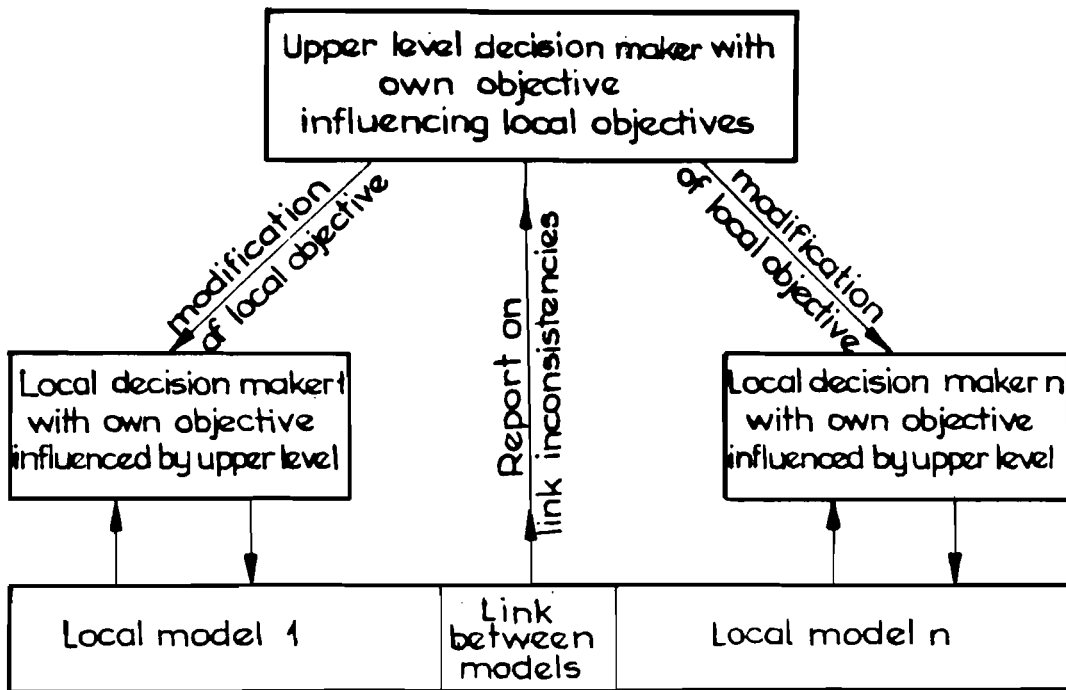 Upper level decision maker with
own objective
influencing local objectives
modification
of local objective
Report on
link inconsistencies
modification
of local objective
Local decision maker 1
with own objective
influenced by upper level
Local decision maker n
with own objective
influenced by upper level
Local model 1
Link
between
models
Local model n